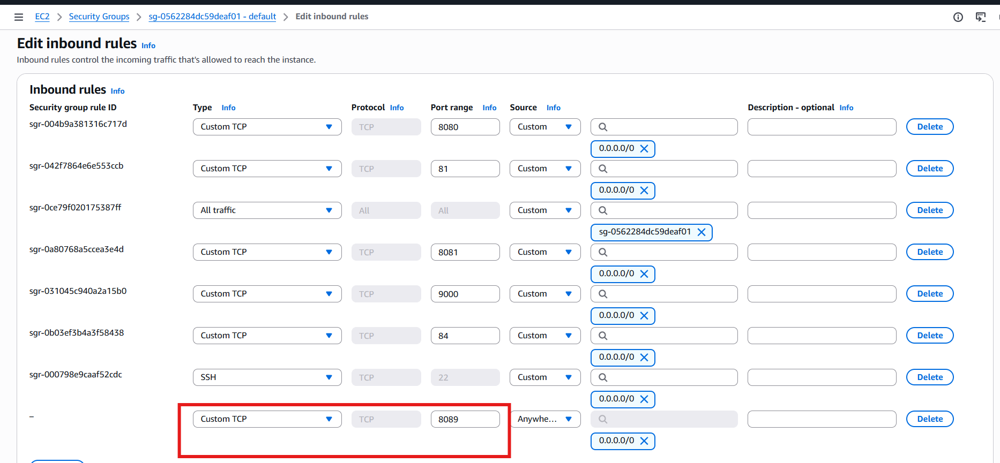 EC2 Security Groups sg-0562284dc59deaf01 - default Edit inbound rules
Edit inbound rules Info
Inbound rules control the incoming traffic that's allowed to reach the instance.
Inbound rules Info
Security group rule ID Type Info Protocol Info Port range Info Source Info Description - optional Info
sgr-004b9a381316c717d Custom TCP TCP 8080 Custom Delete
0.0.0.0/0
sgr-042f7864e6e553ccb Custom TCP TCP 81 Custom Delete
0.0.0.0/0
sgr-0ce79f020175387ff All traffic All All Custom Delete
sg-0562284dc59deaf01
sgr-0a80768a5ccea3e4d Custom TCP TCP 8081 Custom Delete
0.0.0.0/0
sgr-031045c940a2a15b0 Custom TCP TCP 9000 Custom Delete
0.0.0.0/0
sgr-0b03ef3b4a3f58438 Custom TCP TCP 84 Custom Delete
0.0.0.0/0
sgr-000798e9caaf52cdc SSH TCP 22 Custom Delete
0.0.0.0/0
– Custom TCP TCP 8089 Anywhe... Delete
0.0.0.0/0